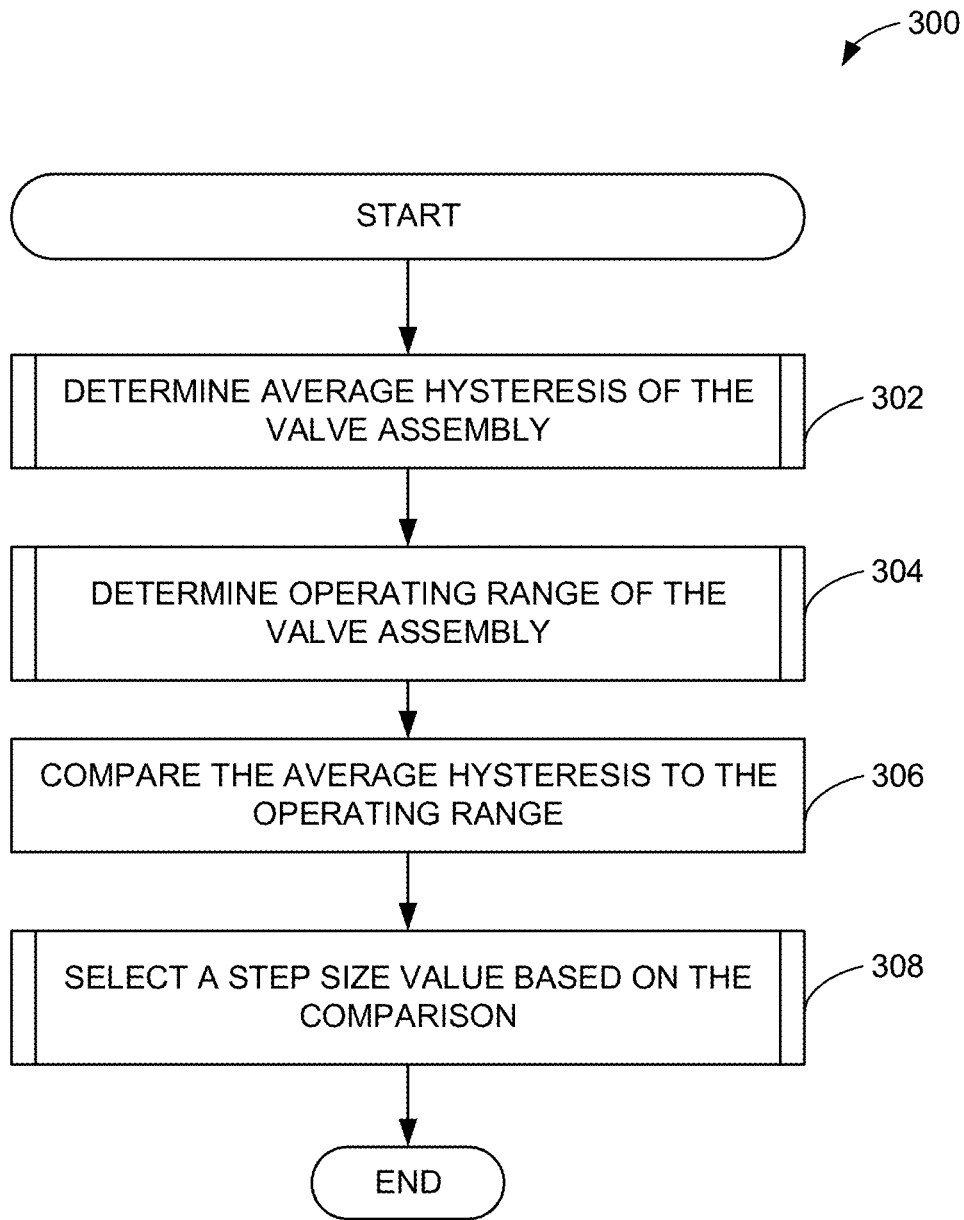 300
START
DETERMINE AVERAGE HYSTERESIS OF THE
VALVE ASSEMBLY
302
DETERMINE OPERATING RANGE OF THE
VALVE ASSEMBLY
304
COMPARE THE AVERAGE HYSTERESIS TO THE
OPERATING RANGE
306
SELECT A STEP SIZE VALUE BASED ON THE
COMPARISON
308
END